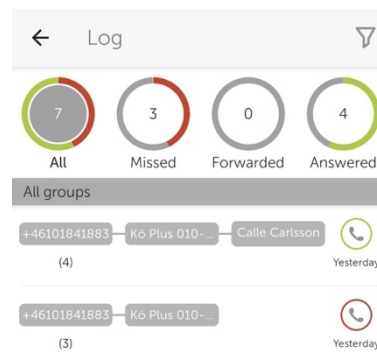 Log
7
3
0
4
All
Missed
Forwarded
Answered
All groups
+46101841883
Kö Plus 010-...
Calle Carlsson
(4)
Yesterday
+46101841883
Kö Plus 010-...
(3)
Yesterday